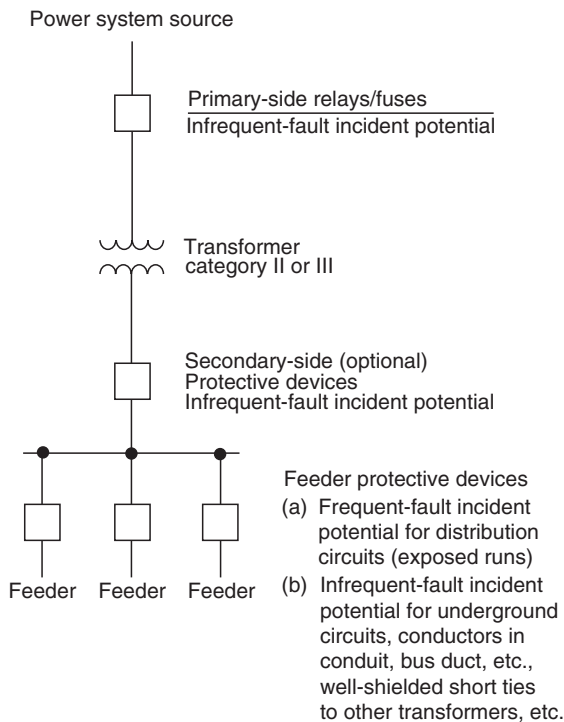 Power system source
Primary-side relays/fuses
Infrequent-fault incident potential
Transformer
category II or III
Secondary-side (optional)
Protective devices
Infrequent-fault incident potential
Feeder protective devices
(a) Frequent-fault incident
potential for distribution
circuits (exposed runs)
(b) Infrequent-fault incident
potential for underground
circuits, conductors in
conduit, bus duct, etc.,
well-shielded short ties
to other transformers, etc.
Feeder Feeder Feeder